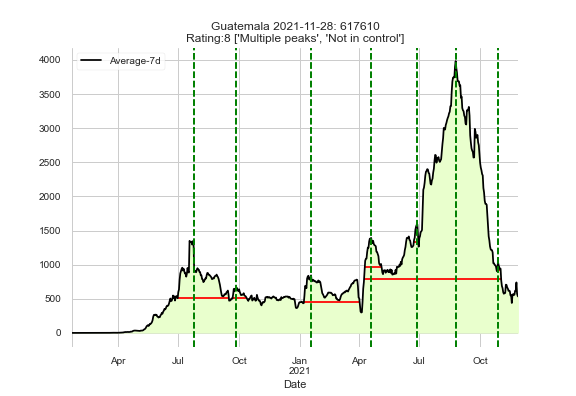 Guatemala 2021-11-28: 617610
Rating:8 ['Multiple peaks', 'Not in control']
Average-7d
4000
3500
3000
2500
2000
1500
1000
500
0
Apr Jul Oct Jan Apr Jul Oct
2021
Date